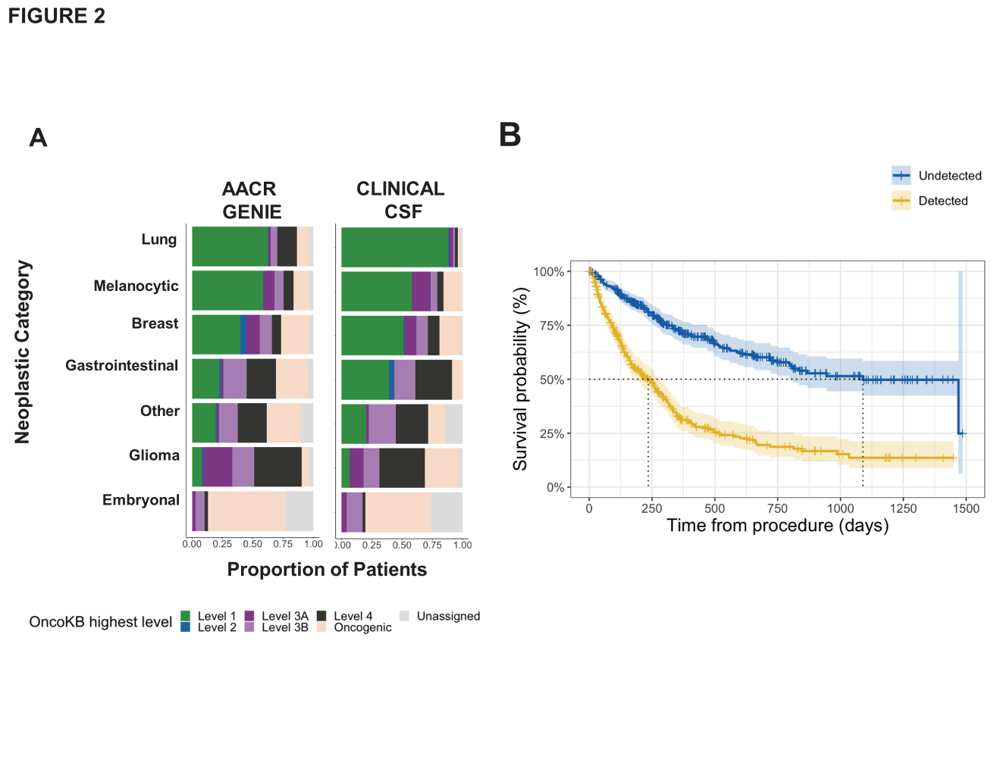 FIGURE 2
A
AACR
GENIE
CLINICAL
CSF
Neoplastic Category
Lung
Melanocytic
Breast
Gastrointestinal
Other
Glioma
Embryonal
0.00 0.25 0.50 0.75 1.00
0.00 0.25 0.50 0.75 1.00
Proportion of Patients
OncoKB highest level
Level 1 Level 3A Level 4 Unassigned
Level 2 Level 3B Oncogenic
B
Undetected
Detected
Survival probability (%)
100%
75%
50%
25%
0%
0 250 500 750 1000 1250 1500
Time from procedure (days)